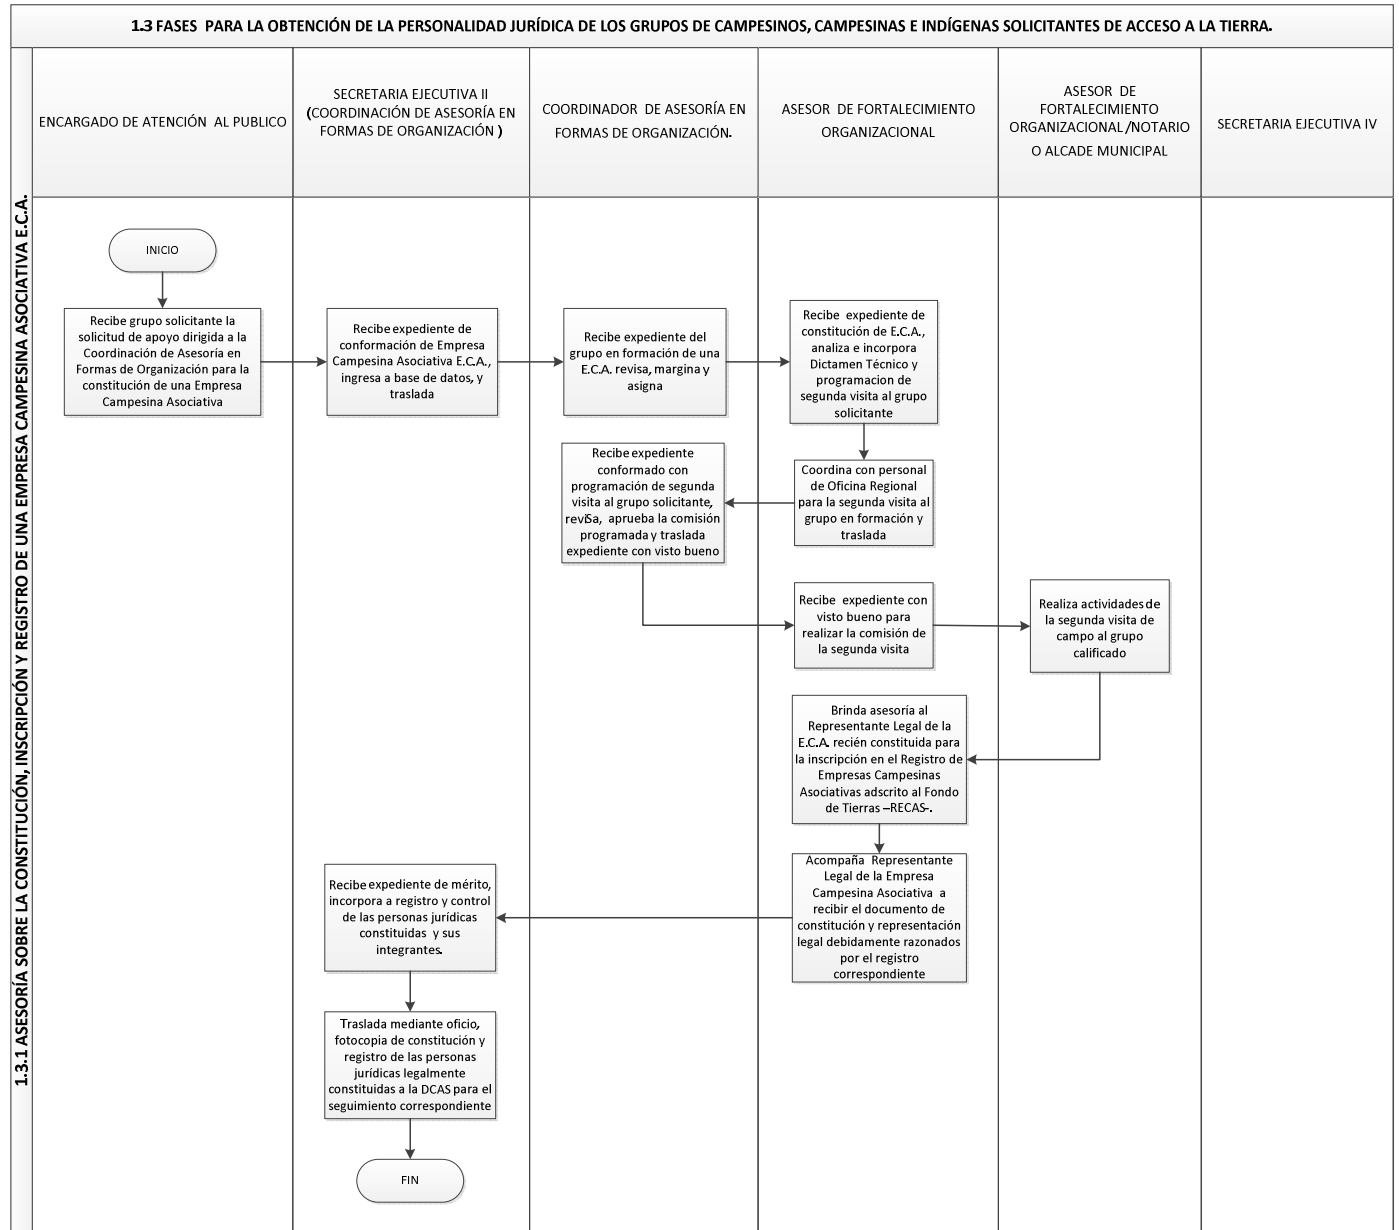 1.3 FASES PARA LA OBTENCIÓN DE LA PERSONALIDAD JURÍDICA DE LOS GRUPOS DE CAMPESINOS, CAMPESINAS E INDÍGENAS SOLICITANTES DE ACCESO A LA TIERRA.
1.3.1 ASESORÍA SOBRE LA CONSTITUCIÓN, INSCRIPCIÓN Y REGISTRO DE UNA EMPRESA CAMPESINA ASOCIATIVA E.C.A.
ENCARGADO DE ATENCIÓN AL PUBLICO
SECRETARIA EJECUTIVA II
(COORDINACIÓN DE ASESORÍA EN
FORMAS DE ORGANIZACIÓN )
COORDINADOR DE ASESORÍA EN
FORMAS DE ORGANIZACIÓN.
ASESOR DE FORTALECIMIENTO
ORGANIZACIONAL
ASESOR DE
FORTALECIMIENTO
ORGANIZACIONAL/NOTARIO
O ALCADE MUNICIPAL
SECRETARIA EJECUTIVA IV
INICIO
Recibe grupo solicitante la
solicitud de apoyo dirigida a la
Coordinación de Asesoría en
Formas de Organización para la
constitución de una Empresa
Campesina Asociativa
Recibe expediente de
conformación de Empresa
Campesina Asociativa E.C.A.,
ingresa a base de datos, y
traslada
Recibe expediente del
grupo en formación de una
E.C.A. revisa, margina y
asigna
Recibe expediente de
constitución de E.C.A.,
analiza e incorpora
Dictamen Técnico y
programacion de
segunda visita al grupo
solicitante
Coordina con personal
de Oficina Regional
para la segunda visita al
grupo en formación y
traslada
Recibe expediente
conformado con
programación de segunda
visita al grupo solicitante,
reviSa, aprueba la comisión
programada y traslada
expediente con visto bueno
Recibe expediente con
visto bueno para
realizar la comisión de
la segunda visita
Realiza actividades de
la segunda visita de
campo al grupo
calificado
Brinda asesoría al
Representante Legal de la
E.C.A. recién constituida para
la inscripción en el Registro de
Empresas Campesinas
Asociativas adscrito al Fondo
de Tierras –RECAS-.
Acompaña Representante
Legal de la Empresa
Campesina Asociativa a
recibir el documento de
constitución y representación
legal debidamente razonados
por el registro
correspondiente
Recibe expediente de mérito,
incorpora a registro y control
de las personas jurídicas
constituidas y sus
integrantes.
Traslada mediante oficio,
fotocopia de constitución y
registro de las personas
jurídicas legalmente
constituidas a la DCAS para el
seguimiento correspondiente
FIN